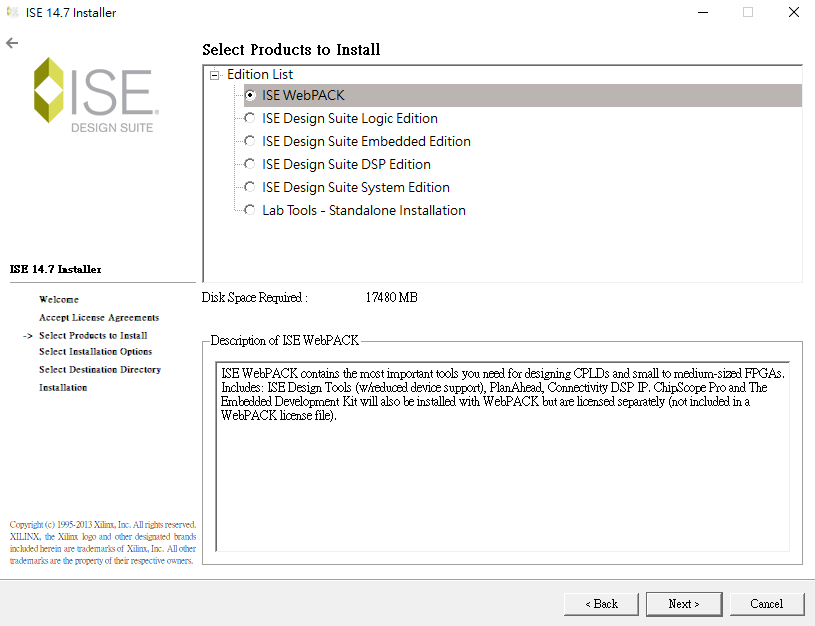 ISE 14.7 Installer
ISE.
DESIGN SUITE
Select Products to Install
Edition List
ISE WebPACK
ISE Design Suite Logic Edition
ISE Design Suite Embedded Edition
ISE Design Suite DSP Edition
ISE Design Suite System Edition
Lab Tools - Standalone Installation
ISE 14.7 Installer
Welcome
Accept License Agreements
-> Select Products to Install
Select Installation Options
Select Destination Directory
Installation
Disk Space Required : 17480 MB
Description of ISE WebPACK
ISE WebPACK contains the most important tools you need for designing CPLDs and small to medium-sized FPGAs.
Includes: ISE Design Tools (w/reduced device support), PlanAhead, Connectivity DSP IP. ChipScope Pro and The
Embedded Development Kit will also be installed with WebPACK but are licensed separately (not included in a
WebPACK license file).
Copyright (c) 1995-2013 Xilinx, Inc. All rights reserved.
XILINX, the Xilinx logo and other designated brands
included herein are trademarks of Xilinx, Inc. All other
trademarks are the property of their respective owners.
< Back
Next >
Cancel